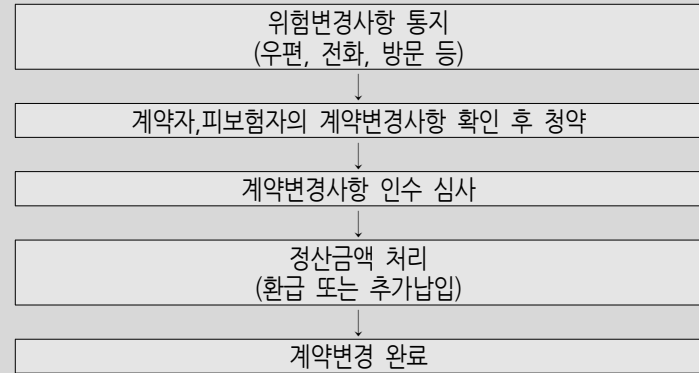 위험변경사항 통지
(우편, 전화, 방문 등)
↓
계약자,피보험자의 계약변경사항 확인 후 청약
↓
계약변경사항 인수 심사
↓
정산금액 처리
(환급 또는 추가납입)
↓
계약변경 완료